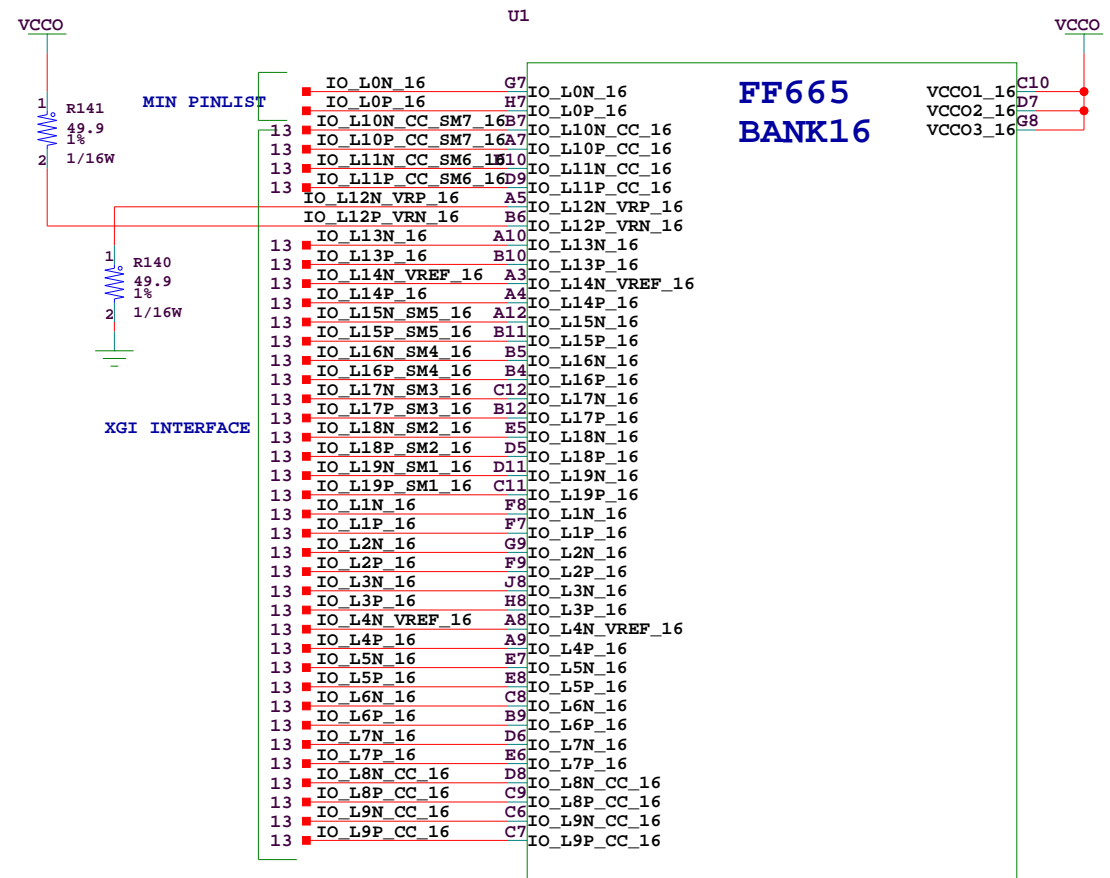 U1
VCCO
VCCO
FF665
BANK16
MIN PINLIST
XGI INTERFACE
1 R141
49.9
1%
2 1/16W
1 R140
49.9
1%
2 1/16W
VCCO1_16 C10
VCCO2_16 D7
VCCO3_16 G8
IO_L0N_16 G7 IO_L0N_16
IO_L0P_16 H7 IO_L0P_16
13 IO_L10N_CC_SM7_16 B7 IO_L10N_CC_16
13 IO_L10P_CC_SM7_16 A7 IO_L10P_CC_16
13 IO_L11N_CC_SM6_16 10 IO_L11N_CC_16
13 IO_L11P_CC_SM6_16 D9 IO_L11P_CC_16
IO_L12N_VRP_16 A5 IO_L12N_VRP_16
IO_L12P_VRN_16 B6 IO_L12P_VRN_16
13 IO_L13N_16 A10 IO_L13N_16
13 IO_L13P_16 B10 IO_L13P_16
13 IO_L14N_VREF_16 A3 IO_L14N_VREF_16
13 IO_L14P_16 A4 IO_L14P_16
13 IO_L15N_SM5_16 A12 IO_L15N_16
13 IO_L15P_SM5_16 B11 IO_L15P_16
13 IO_L16N_SM4_16 B5 IO_L16N_16
13 IO_L16P_SM4_16 B4 IO_L16P_16
13 IO_L17N_SM3_16 C12 IO_L17N_16
13 IO_L17P_SM3_16 B12 IO_L17P_16
13 IO_L18N_SM2_16 E5 IO_L18N_16
13 IO_L18P_SM2_16 D5 IO_L18P_16
13 IO_L19N_SM1_16 D11 IO_L19N_16
13 IO_L19P_SM1_16 C11 IO_L19P_16
13 IO_L1N_16 F8 IO_L1N_16
13 IO_L1P_16 F7 IO_L1P_16
13 IO_L2N_16 G9 IO_L2N_16
13 IO_L2P_16 F9 IO_L2P_16
13 IO_L3N_16 J8 IO_L3N_16
13 IO_L3P_16 H8 IO_L3P_16
13 IO_L4N_VREF_16 A8 IO_L4N_VREF_16
13 IO_L4P_16 A9 IO_L4P_16
13 IO_L5N_16 E7 IO_L5N_16
13 IO_L5P_16 E8 IO_L5P_16
13 IO_L6N_16 C8 IO_L6N_16
13 IO_L6P_16 B9 IO_L6P_16
13 IO_L7N_16 D6 IO_L7N_16
13 IO_L7P_16 E6 IO_L7P_16
13 IO_L8N_CC_16 D8 IO_L8N_CC_16
13 IO_L8P_CC_16 C9 IO_L8P_CC_16
13 IO_L9N_CC_16 C6 IO_L9N_CC_16
13 IO_L9P_CC_16 C7 IO_L9P_CC_16